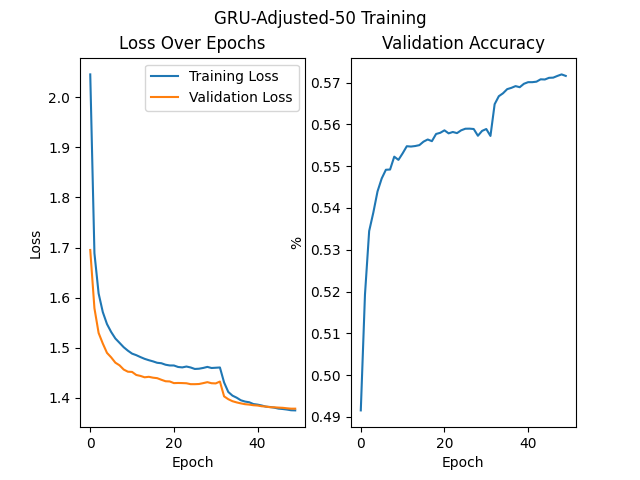 GRU-Adjusted-50 Training
Loss Over Epochs
Training Loss
Validation Loss
2.0
1.9
1.8
1.7
1.6
1.5
1.4
Loss
0
20
40
Epoch
Validation Accuracy
0.57
0.56
0.55
0.54
0.53
0.52
0.51
0.50
0.49
%
0
20
40
Epoch